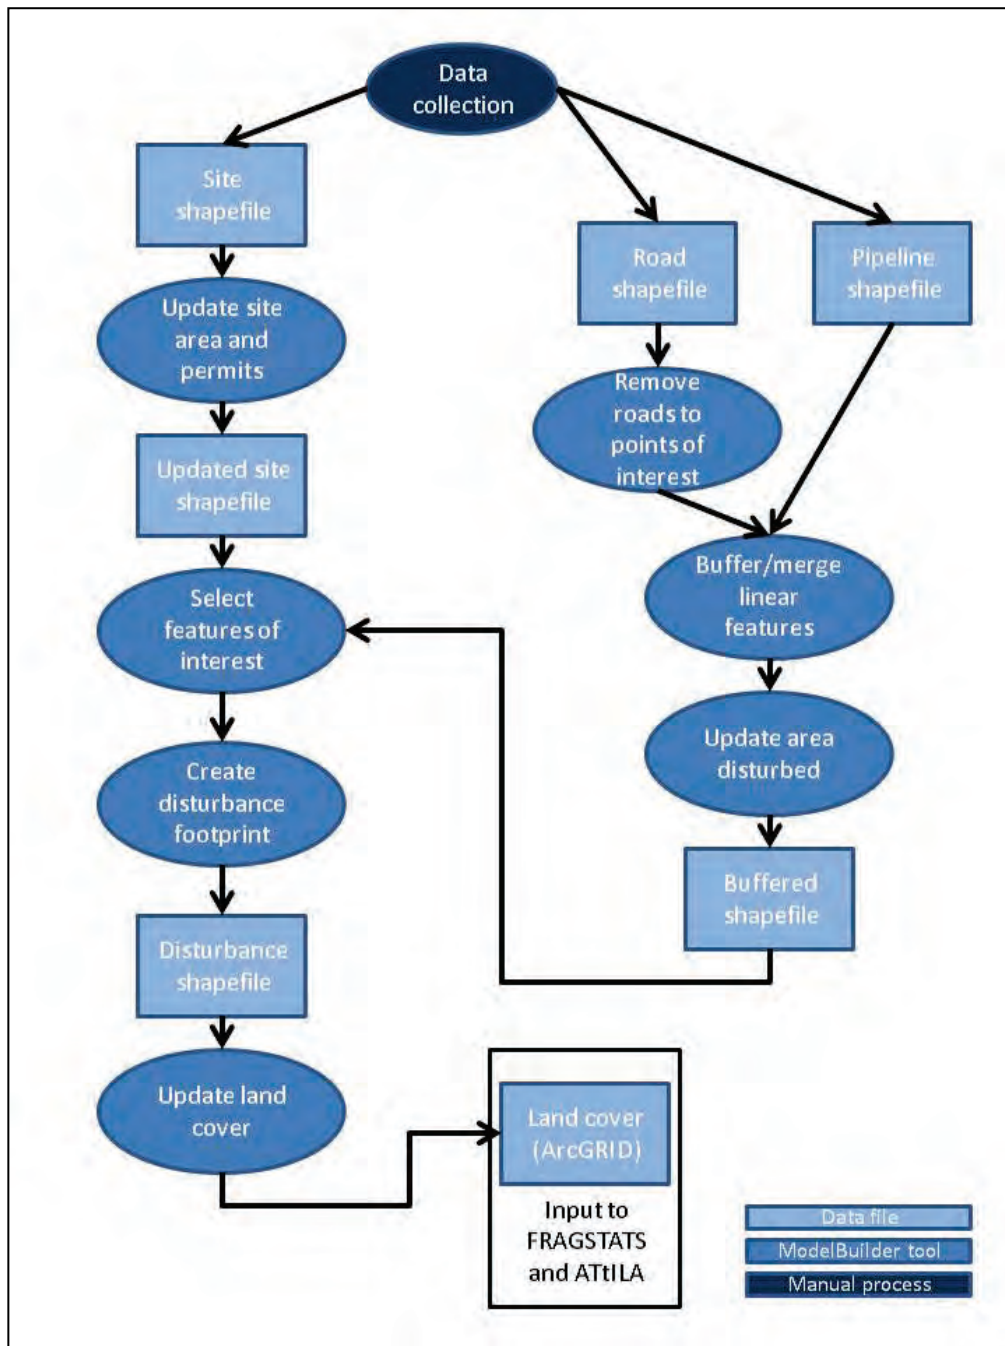 Data
collection
Site
shapefile
Road
shapefile
Pipeline
shapefile
Update site
area and
permits
Remove
roads to
points of
interest
Updated site
shapefile
Buffer/merge
linear
features
Select
features of
interest
Update area
disturbed
Create
disturbance
footprint
Buffered
shapefile
Disturbance
shapefile
Update land
cover
Land cover
(ArcGRID)
Input to
FRAGSTATS
and ATtILA
Data file
ModelBuilder tool
Manual process